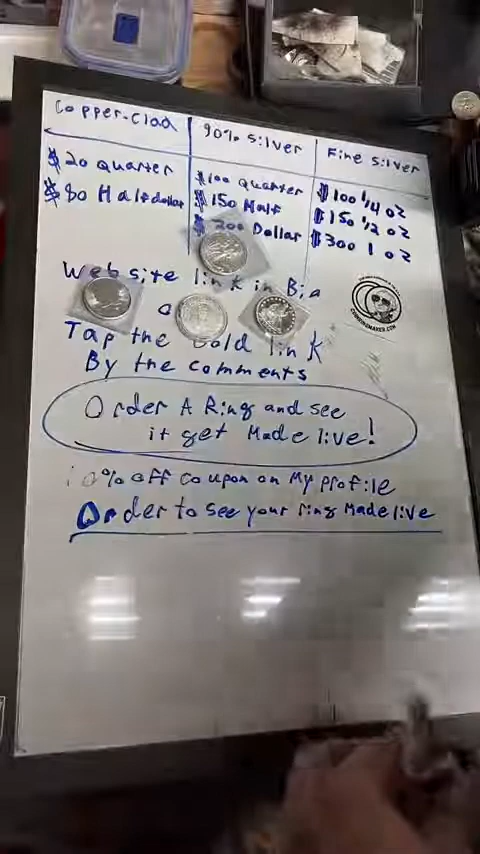 Copper-Clad
$20 Quarter
$80 Halfdollar
90% Silver
$100 Quarter
$150 Half
$200 Dollar
Fine Silver
$100 1/4 oz
$150 1/2 oz
$300 1 oz
Website link in Bio
Tap the link
By the comments
Order A Ring and see
it get Made live!
10% off coupon on My profile
Order to see your ring Made live
COINRINGMAKER.COM